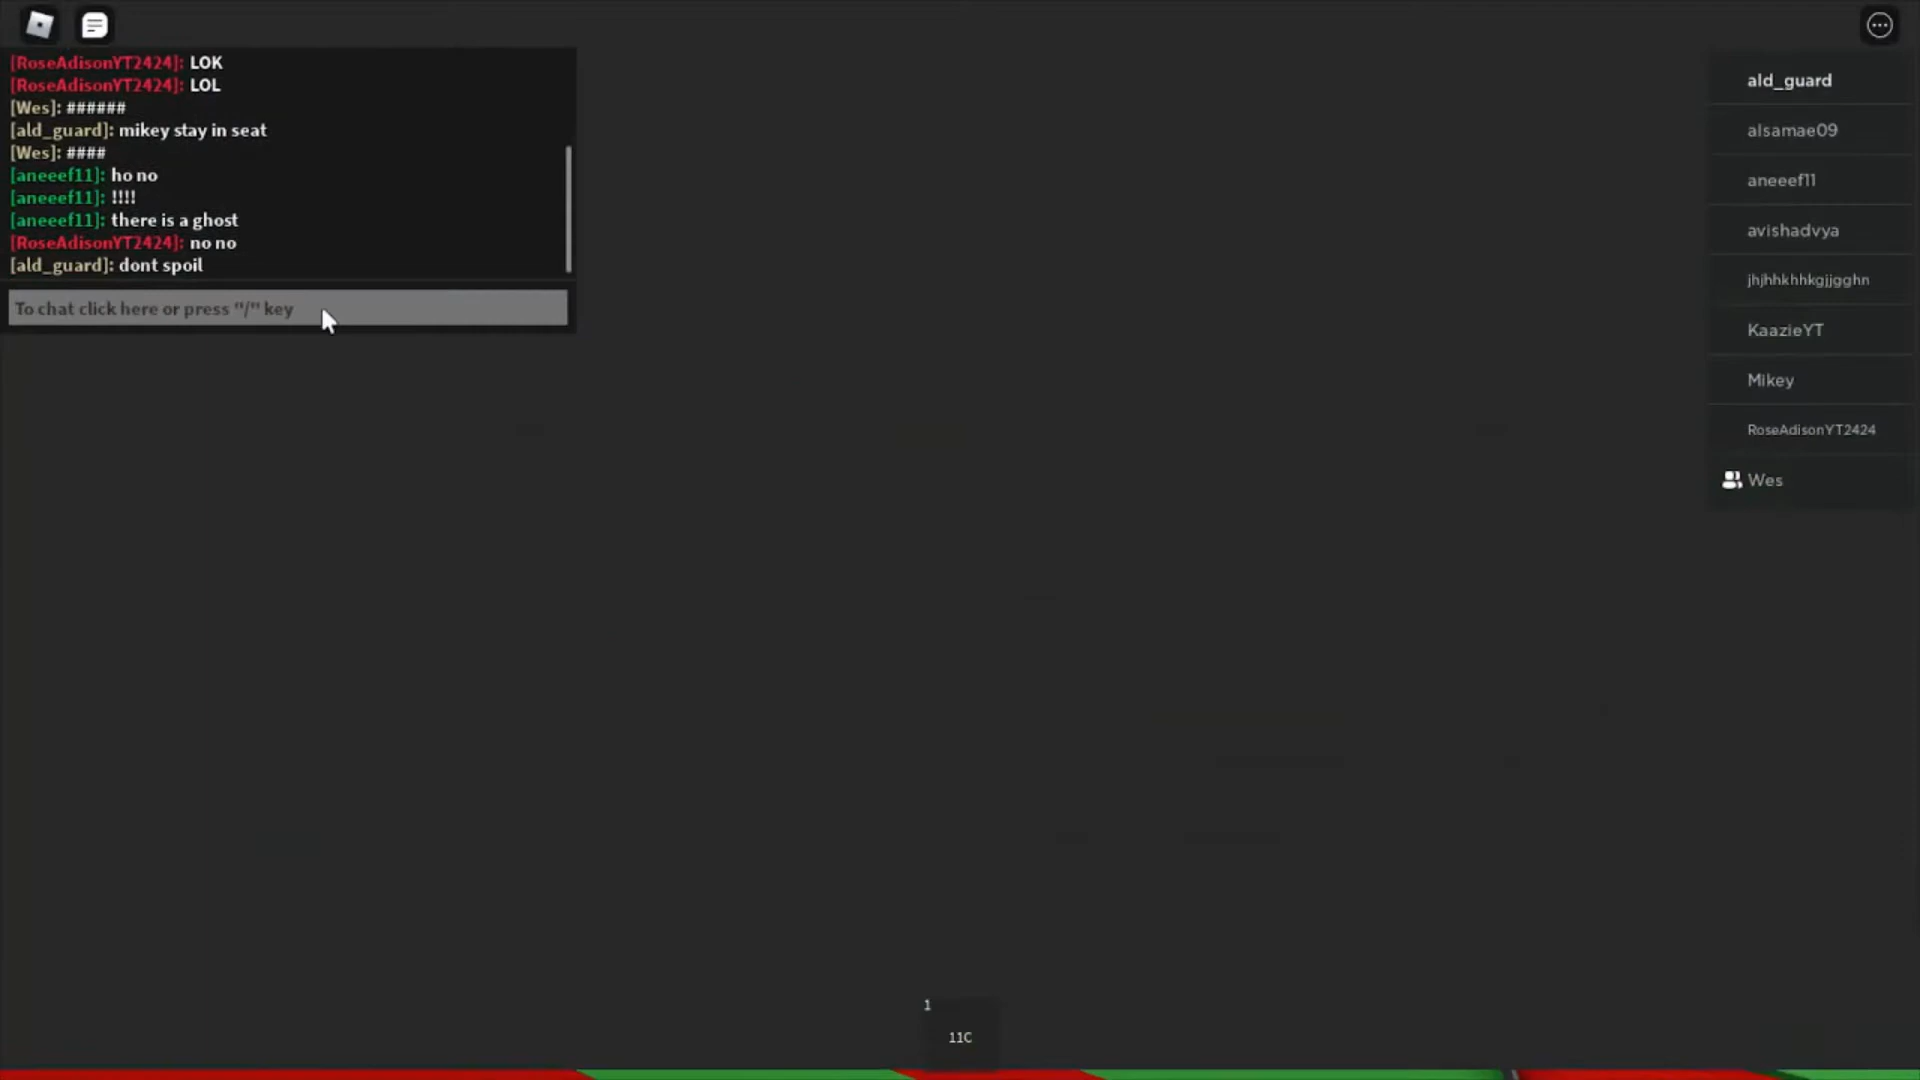 [RoseAdisonYT2424]: LOK
[RoseAdisonYT2424]: LOL
[Wes]: ######
[ald_guard]: mikey stay in seat
[Wes]: ####
[aneeef11]: ho no
[aneeef11]: !!!!
[aneeef11]: there is a ghost
[RoseAdisonYT2424]: no no
[ald_guard]: dont spoil
To chat click here or press "/" key
ald_guard
alsamae09
aneeef11
avishadvya
jhjhhkhhkgjjgghn
KaazieYT
Mikey
RoseAdisonYT2424
Wes
1
11C